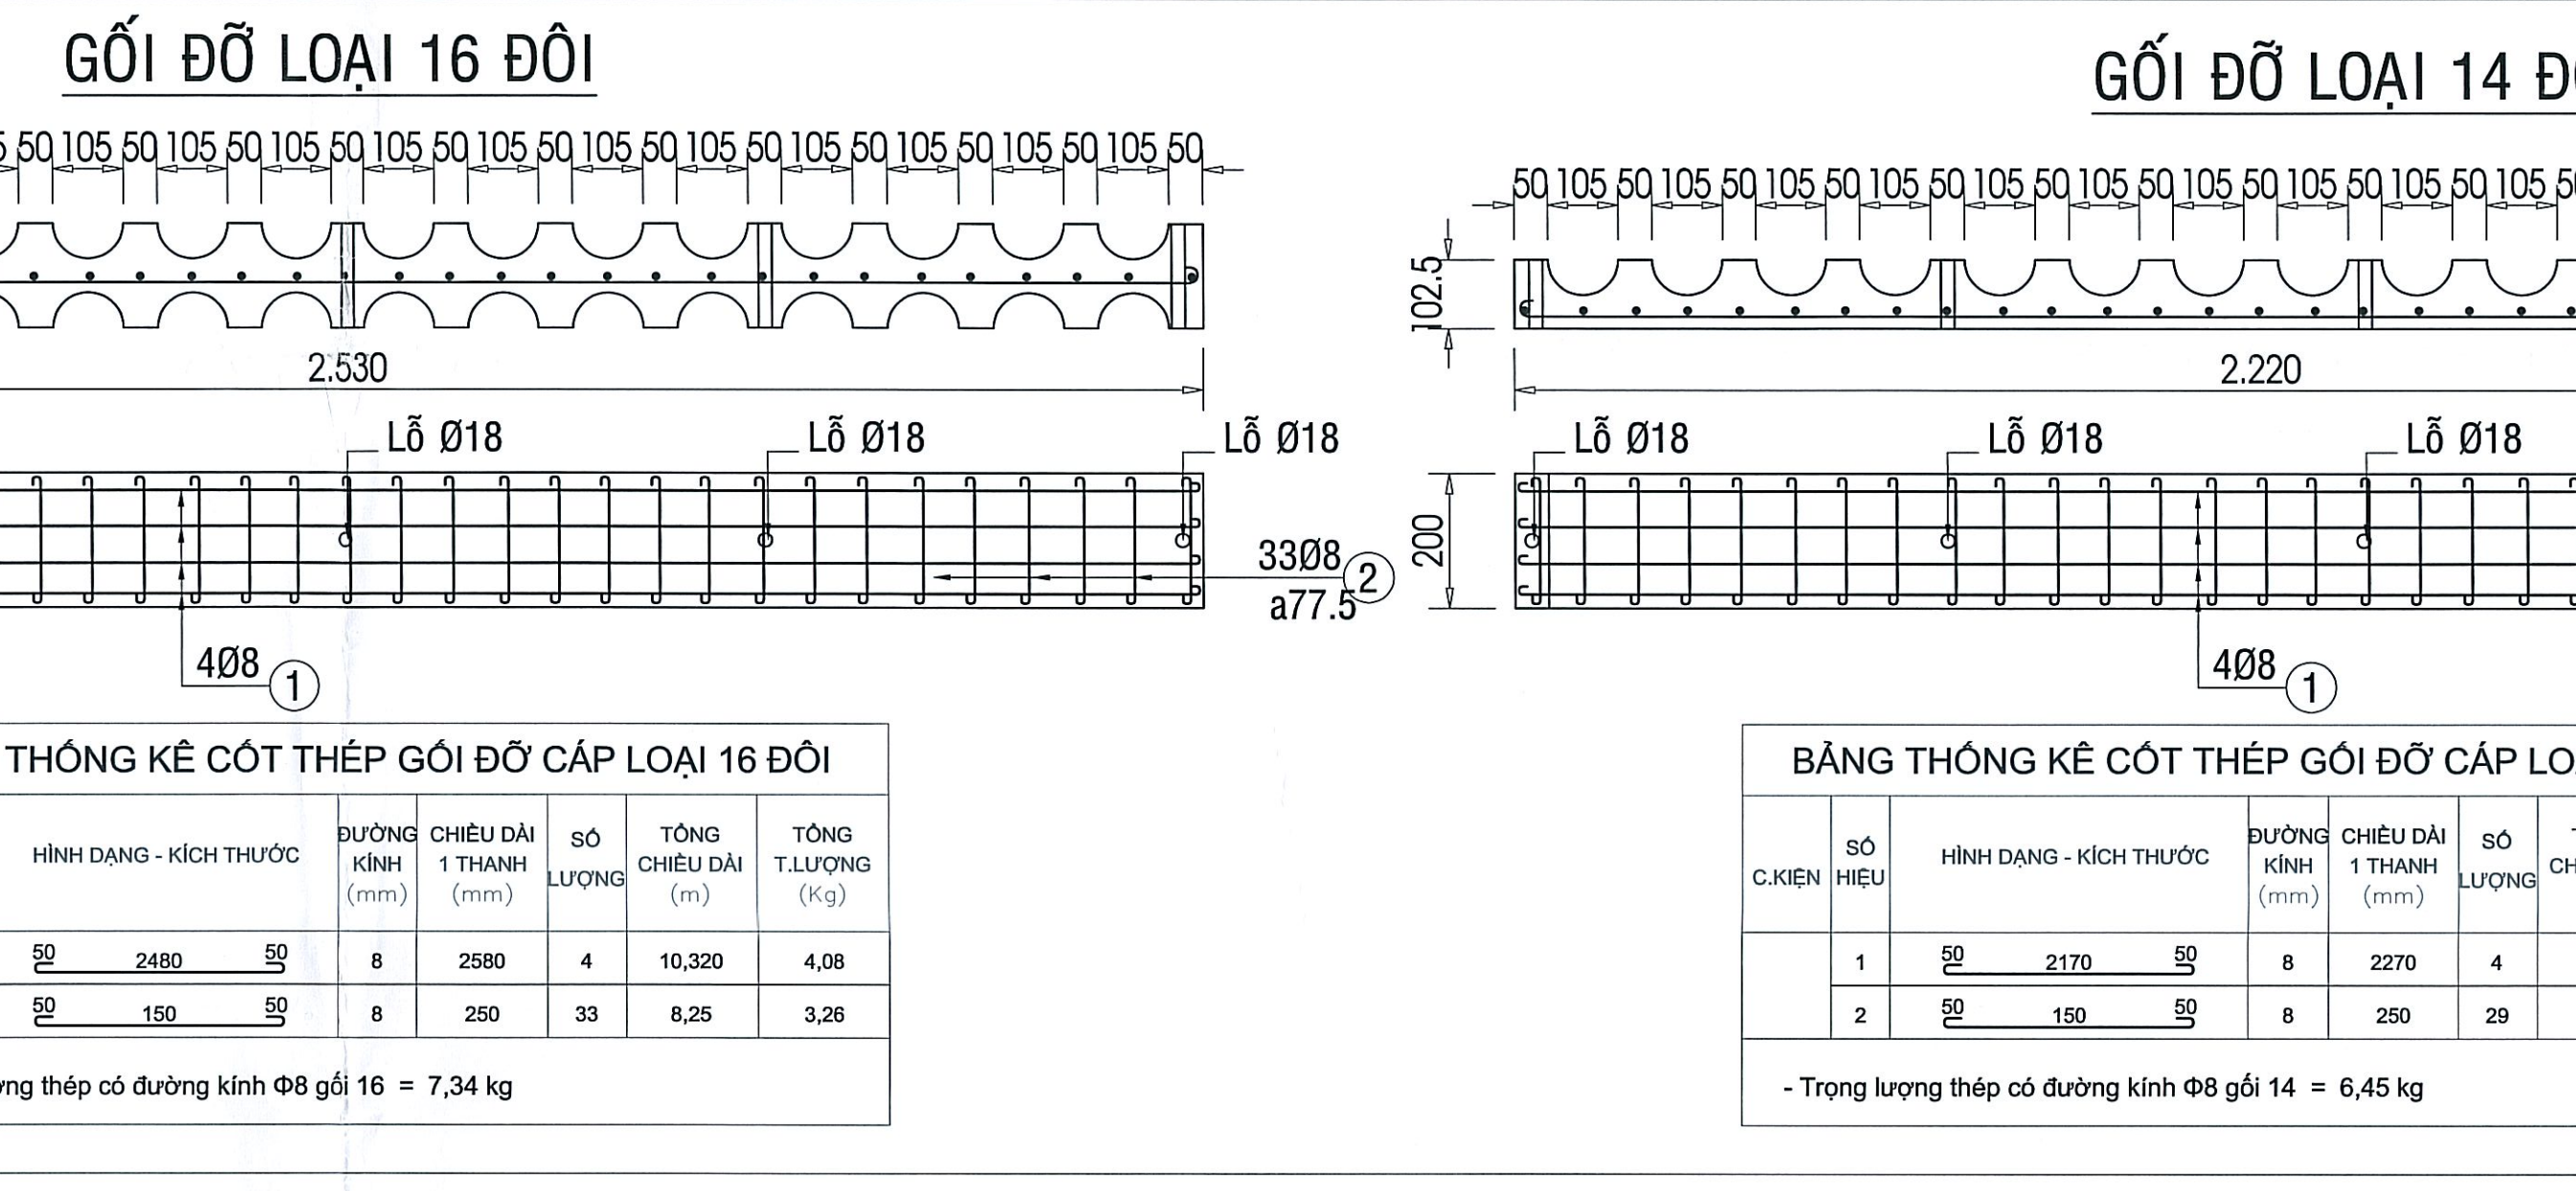 GỐI ĐỠ LOẠI 16 ĐÔI
50 105 50 105 50 105 50 105 50 105 50 105 50 105 50 105 50 105 50 105 50 105 50
2.530
Lỗ Ø18
Lỗ Ø18
Lỗ Ø18
33Ø8
2
a77.5
4Ø8
1
THỐNG KÊ CỐT THÉP GỐI ĐỠ CÁP LOẠI 16 ĐÔI
HÌNH DẠNG - KÍCH THƯỚC
ĐƯỜNG KÍNH (mm)
CHIỀU DÀI 1 THANH (mm)
SỐ LƯỢNG
TỔNG CHIỀU DÀI (m)
TỔNG T.LƯỢNG (Kg)
50 2480 50 8 2580 4 10,320 4,08
50 150 50 8 250 33 8,25 3,26
thép có đường kính Φ8 gối 16 = 7,34 kg
GỐI ĐỠ LOẠI 14
50 105 50 105 50 105 50 105 50 105 50 105 50 105 50 105 50 105 50 105
102.5
2.220
Lỗ Ø18
Lỗ Ø18
Lỗ Ø18
200
4Ø8
1
BẢNG THỐNG KÊ CỐT THÉP GỐI ĐỠ CÁP
C.KIỆN
SỐ HIỆU
HÌNH DẠNG - KÍCH THƯỚC
ĐƯỜNG KÍNH (mm)
CHIỀU DÀI 1 THANH (mm)
SỐ LƯỢNG
1 50 2170 50 8 2270 4
2 50 150 50 8 250 29
- Trọng lượng thép có đường kính Φ8 gối 14 = 6,45 kg